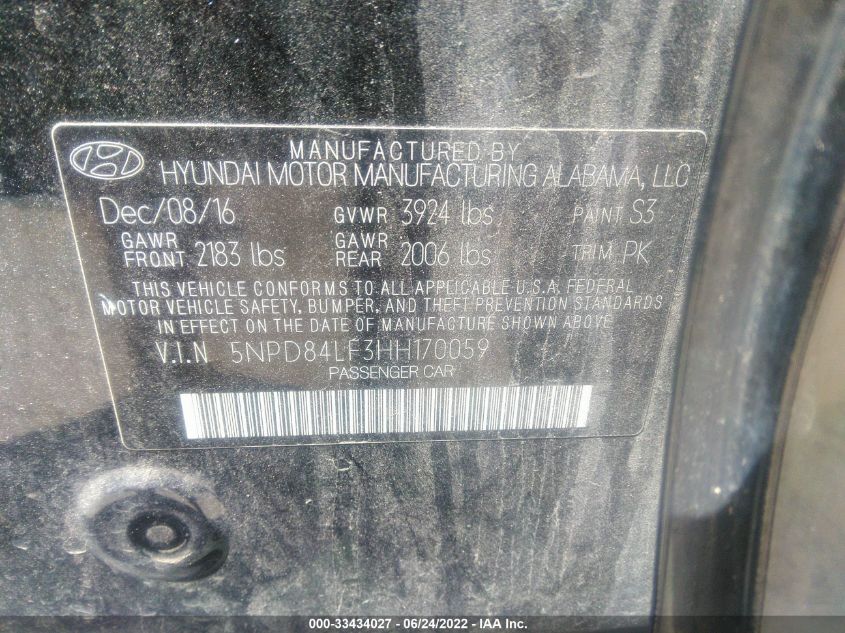 MANUFACTURED BY
HYUNDAI MOTOR MANUFACTURING ALABAMA, LLC
Dec/08/16 GVWR 3924 lbs PAINT S3
GAWR FRONT 2183 lbs GAWR REAR 2006 lbs TRIM PK
THIS VEHICLE CONFORMS TO ALL APPLICABLE U.S.A. FEDERAL
MOTOR VEHICLE SAFETY, BUMPER, AND THEFT PREVENTION STANDARDS
IN EFFECT ON THE DATE OF MANUFACTURE SHOWN ABOVE.
V.I.N 5NPD84LF3HH170059
PASSENGER CAR
000-33434027 - 06/24/2022 - IAA Inc.